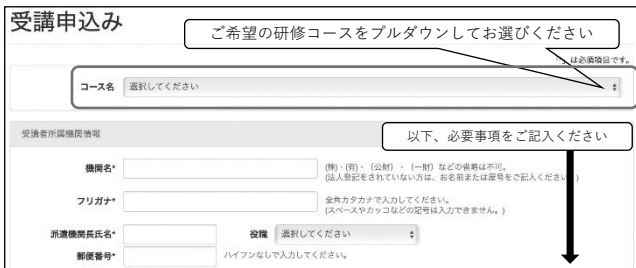 受講申込み
ご希望の研修コースをプルダウンしてお選びください
は必須項目です。
コース名 選択してください
受講者所属機関情報
以下、必要事項をご記入ください
機関名* (株)・(有)・(公財)・(一財)などの省略は不可。
(法人登記をされていない方は、お名前または屋号をご記入ください。)
フリガナ* 全角カタカナで入力してください。
(スペースやカッコなどの記号は入力できません。)
派遣機関長氏名* 役職 選択してください
郵便番号* ハイフンなしで入力してください。